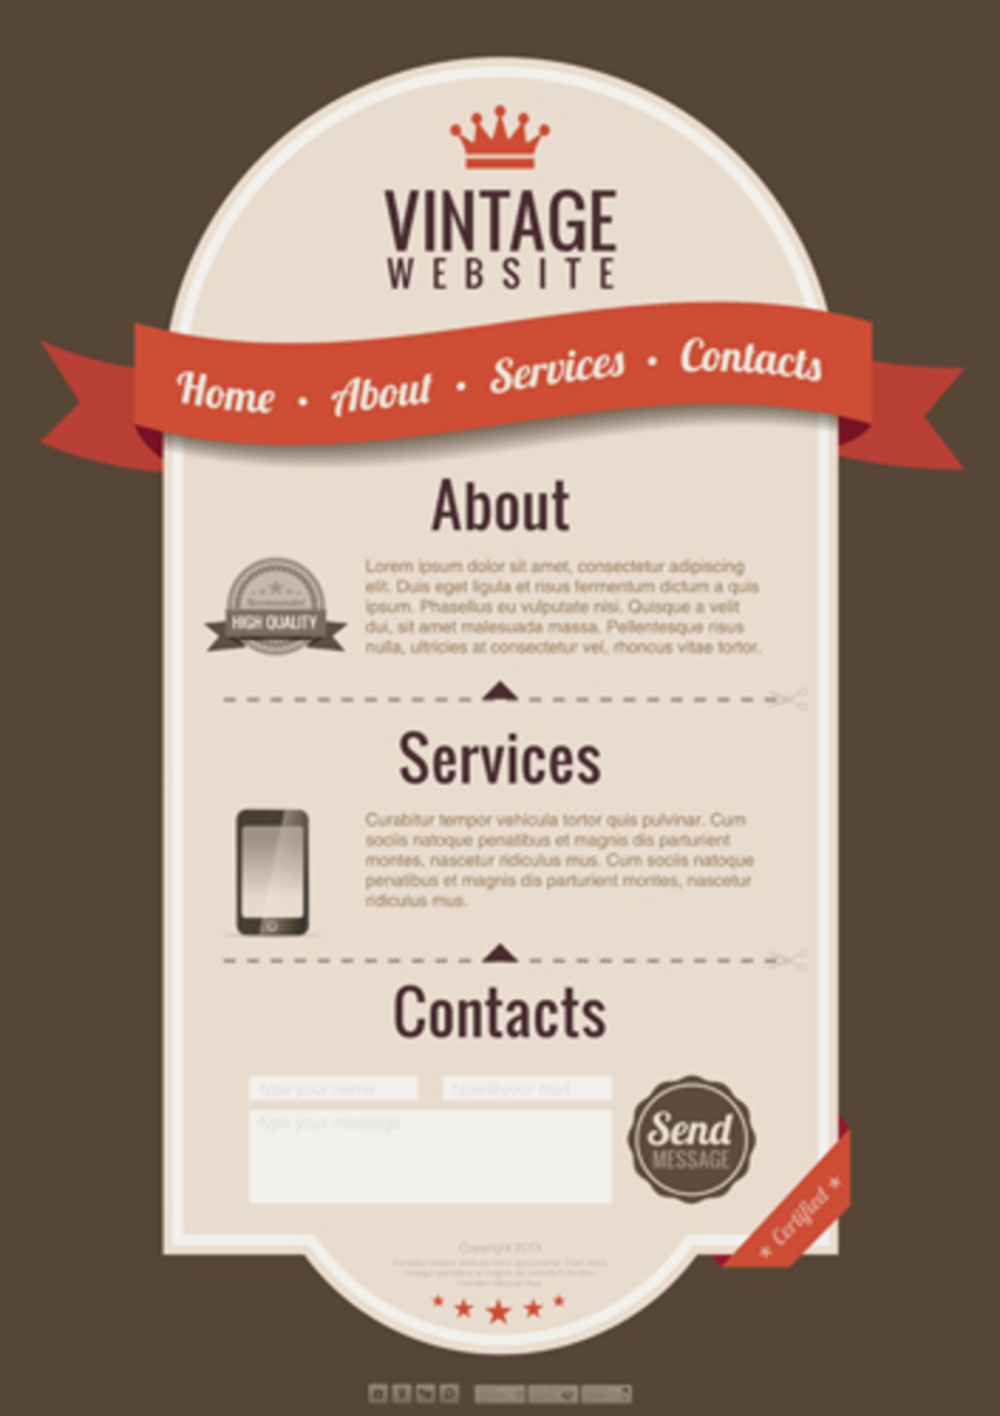 VINTAGE
WEBSITE
Home • About • Services • Contacts
About
Lorem ipsum dolor sit amet, consectetur adipiscing
elit. Duis eget ligula et risus fermentum dictum a quis
ipsum. Phasellus eu vulputate nisi. Quisque a velit
dui, sit amet malesuada massa. Pellentesque risus
nulla, ultricies at consectetur vel, rhoncus vitae tortor.
Recommended
HIGH QUALITY
Services
Curabitur tempor vehicula tortor quis pulvinar. Cum
sociis natoque penatibus et magnis dis parturient
montes, nascetur ridiculus mus. Cum sociis natoque
penatibus et magnis dis parturient montes, nascetur
ridiculus mus.
Contacts
type your name
type@your mail
type your message
Send
MESSAGE
Certified
Copyright 2013